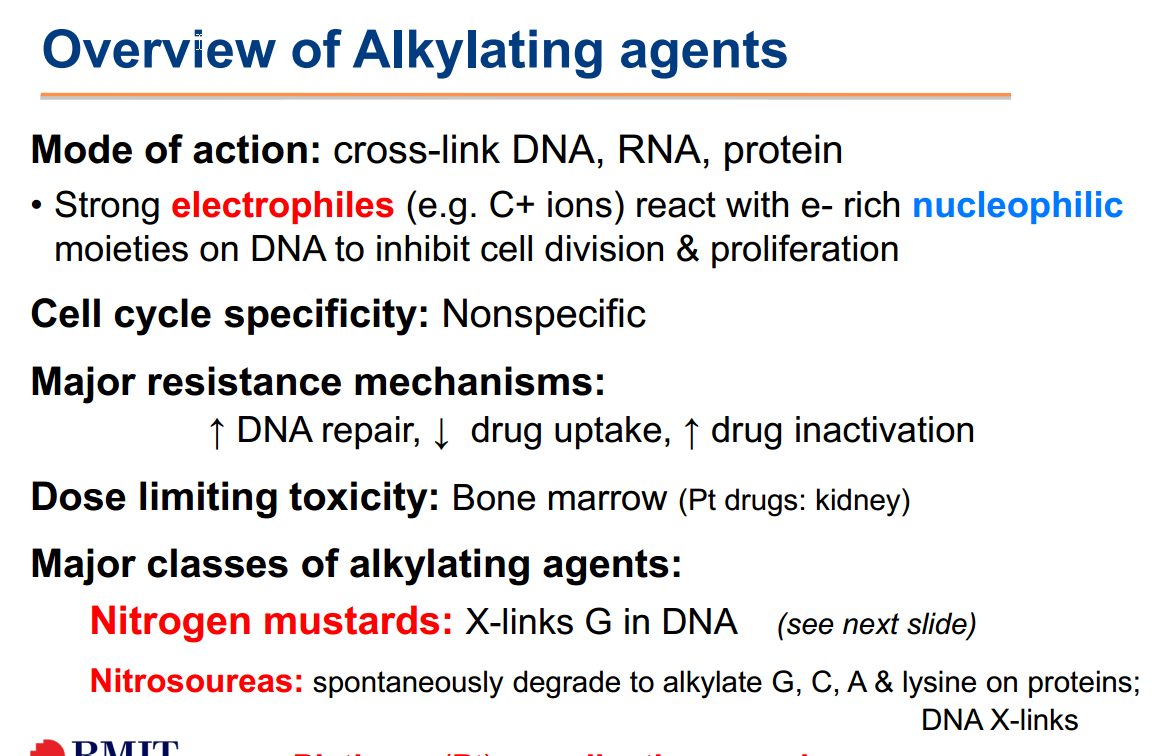 Overview of Alkylating agents
Mode of action: cross-link DNA, RNA, protein
• Strong electrophiles (e.g. C+ ions) react with e- rich nucleophilic
moieties on DNA to inhibit cell division & proliferation
Cell cycle specificity: Nonspecific
Major resistance mechanisms:
↑ DNA repair, ↓ drug uptake, ↑ drug inactivation
Dose limiting toxicity: Bone marrow (Pt drugs: kidney)
Major classes of alkylating agents:
Nitrogen mustards: X-links G in DNA (see next slide)
Nitrosoureas: spontaneously degrade to alkylate G, C, A & lysine on proteins;
DNA X-links
RMIT